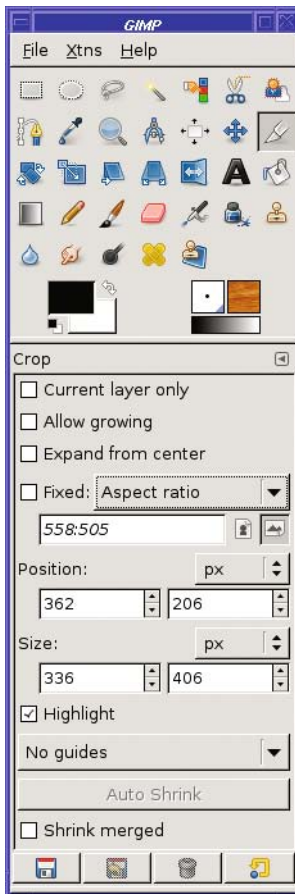 GIMP
File Xtns Help
Crop
Current layer only
Allow growing
Expand from center
Fixed: Aspect ratio
558:505
Position: px
362 206
Size: px
336 406
Highlight
No guides
Auto Shrink
Shrink merged